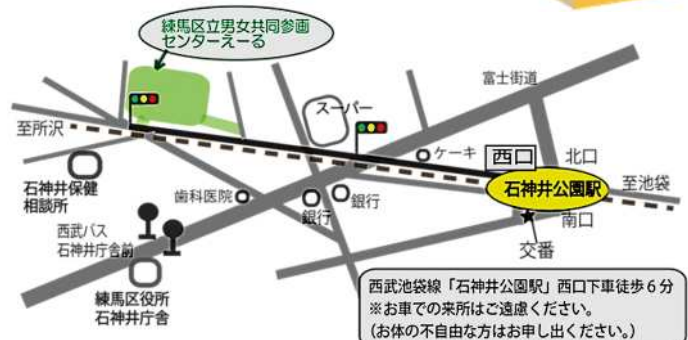 練馬区立男女共同参画
センターえーる
富士街道
スーパー
至所沢
ケーキ
西口
北口
石神井公園駅
至池袋
石神井保健
相談所
歯科医院
銀行
銀行
南口
交番
西武バス
石神井庁舎前
練馬区役所
石神井庁舎
西武池袋線「石神井公園駅」西口下車徒歩6分
※お車での来所はご遠慮ください。
(お体の不自由な方はお申し出ください。)